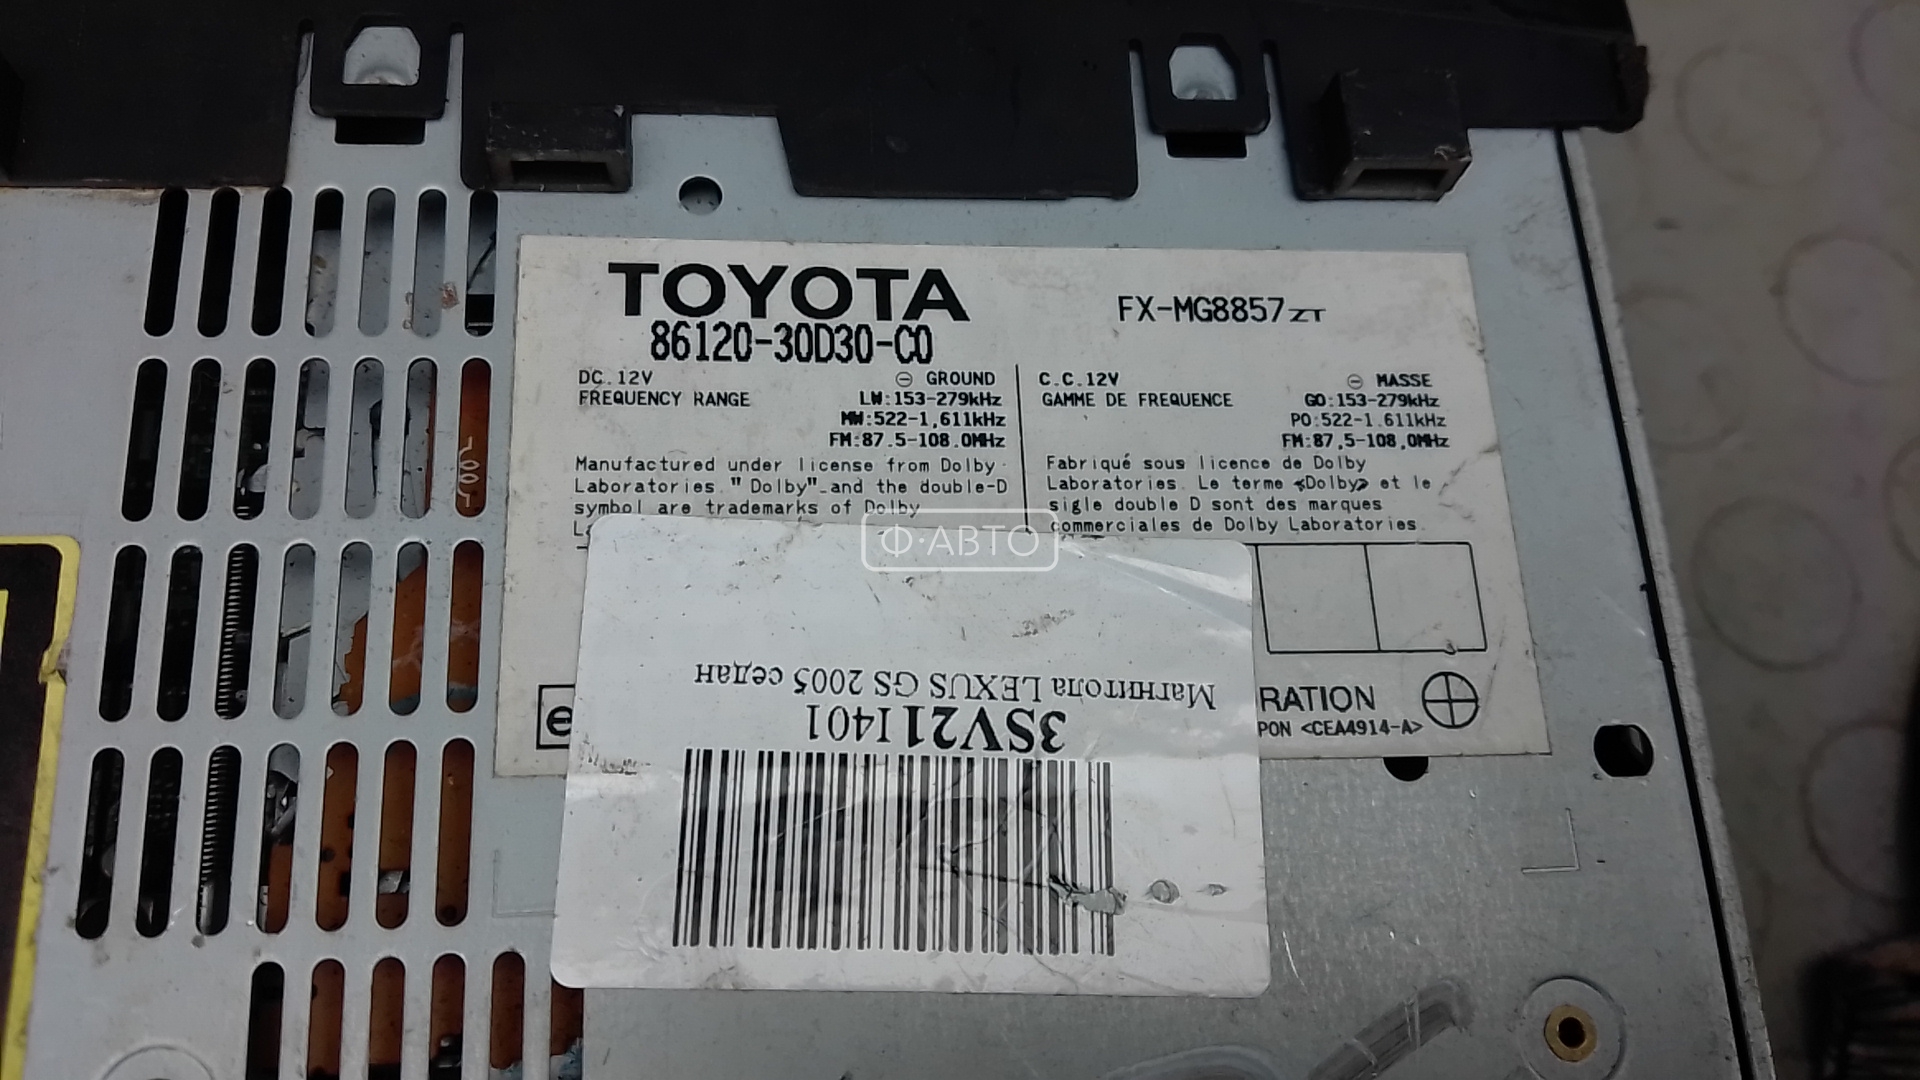 TOYOTA
86120-30D30-C0
FX-MG8857ZT
DC.12V ⊖ GROUND
FREQUENCY RANGE LW:153-279kHz
MW:522-1,611kHz
FM:87.5-108.0MHz
Manufactured under license from Dolby
Laboratories. "Dolby" and the double-D
symbol are trademarks of Dolby
La
C.C.12V ⊖ MASSE
GAMME DE FREQUENCE GO:153-279kHz
PO:522-1.611kHz
FM:87,5-108,0MHz
Fabriqué sous licence de Dolby
Laboratories. Le terme «Dolby» et le
sigle double D sont des marques
commerciales de Dolby Laboratories.
Ф·АВТО
e
RATION
PON <CEA4914-A>
Магнитола LEXUS GS 2005 седан
3SV21I401